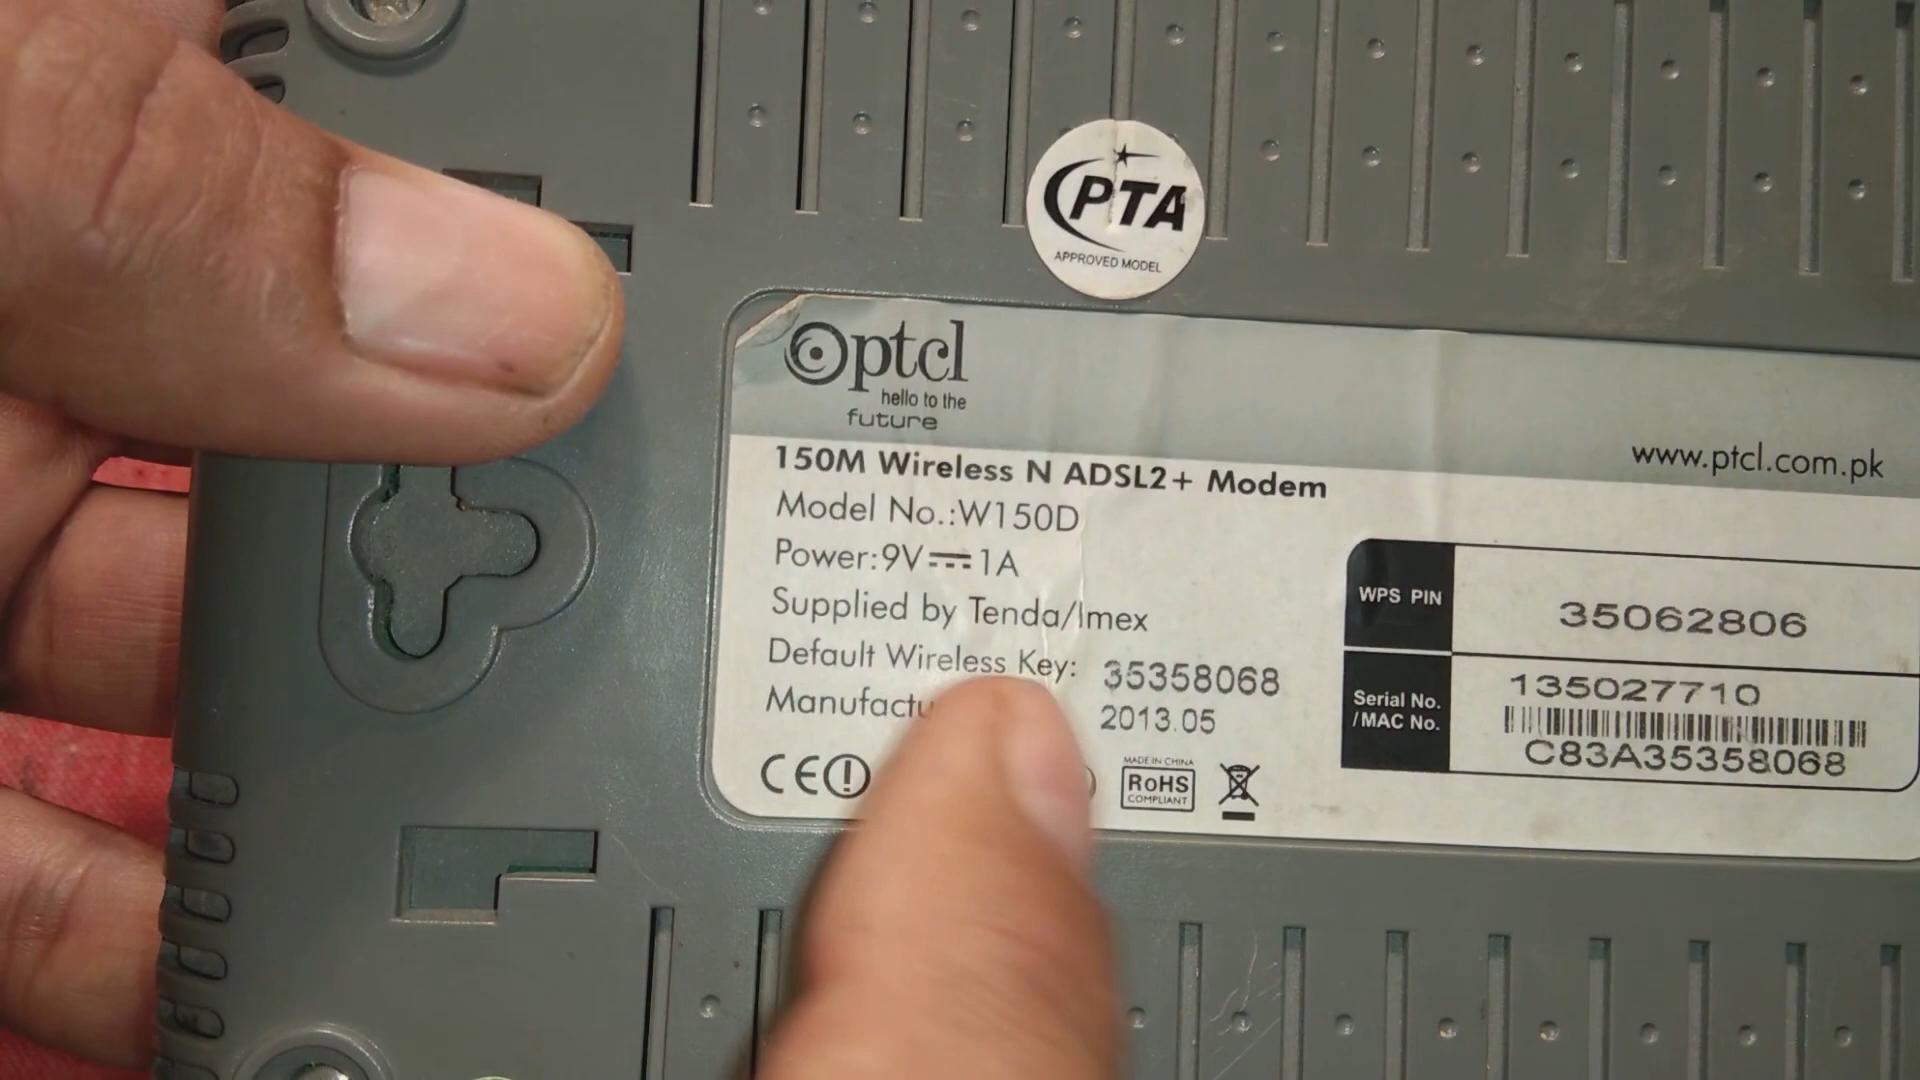 PTA
APPROVED MODEL
ptcl
hello to the
future
www.ptcl.com.pk
150M Wireless N ADSL2+ Modem
Model No.:W150D
Power:9V⎓1A
Supplied by Tenda/Imex
Default Wireless Key: 35358068
2013.05
CE
MADE IN CHINA
RoHS
COMPLIANT
WPS PIN
35062806
Serial No.
/MAC No.
135027710
C83A35358068